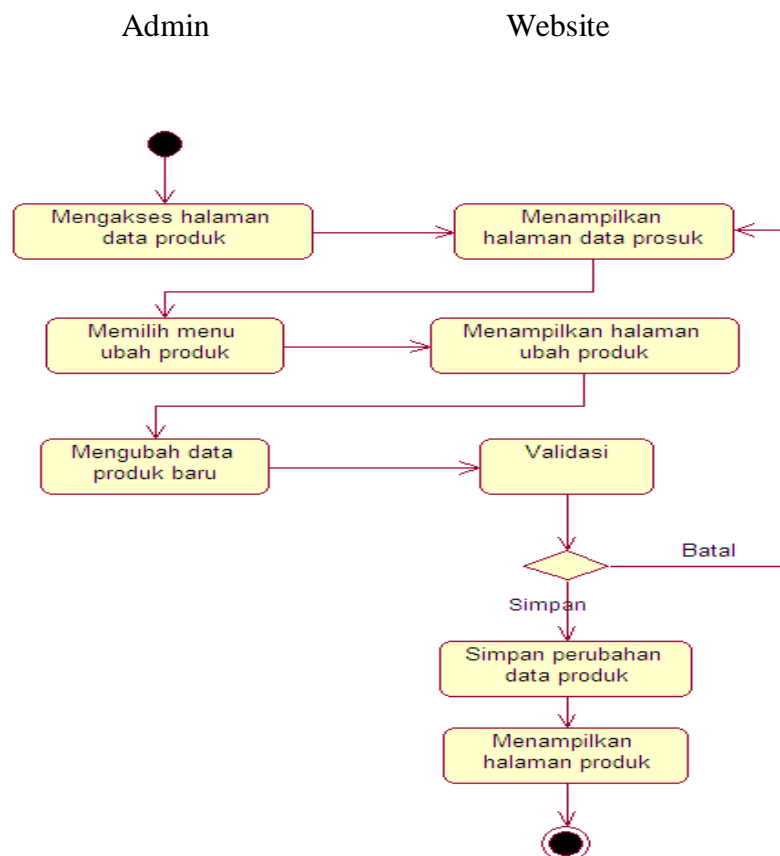 Admin
Website
Mengakses halaman
data produk
Menampilkan
halaman data prosuk
Memilih menu
ubah produk
Menampilkan halaman
ubah produk
Mengubah data
produk baru
Validasi
Batal
Simpan
Simpan perubahan
data produk
Menampilkan
halaman produk